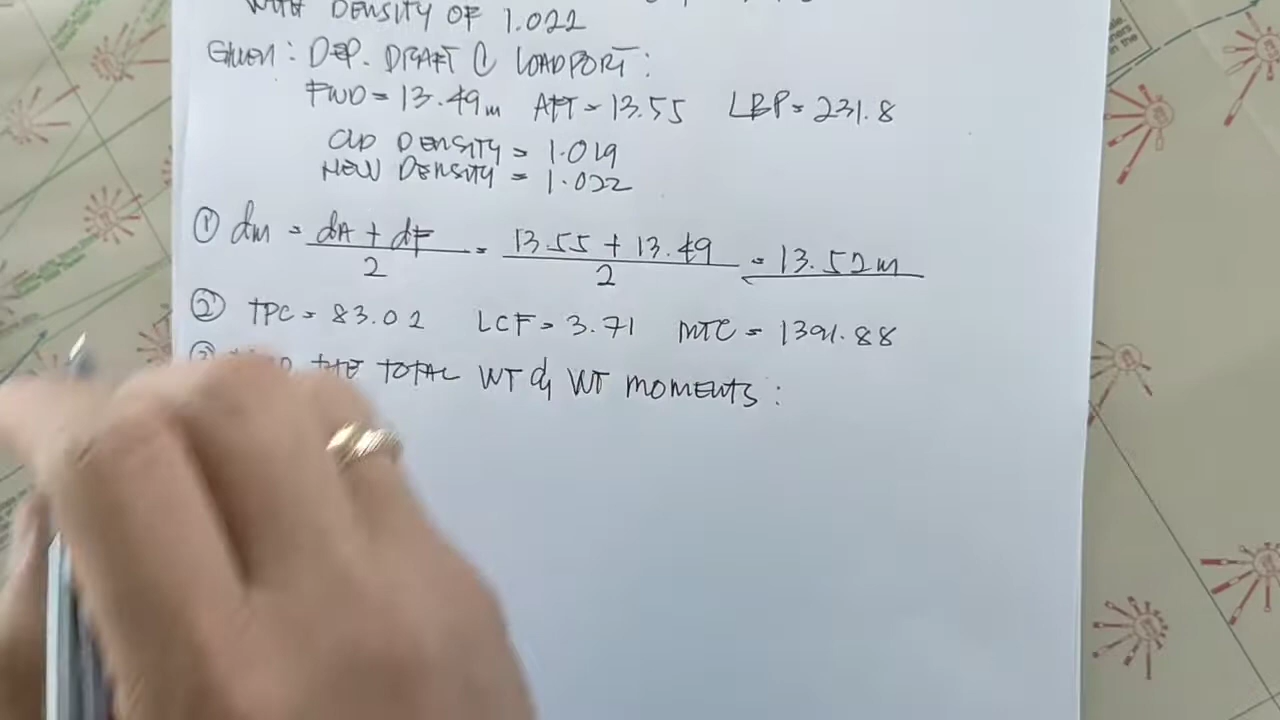 WITH DENSITY OF 1.022
GIVEN: DEP. DRAFT @ LOADPORT:
FWD = 13.49m AFT = 13.55 LBP = 231.8
OLD DENSITY = 1.019
NEW DENSITY = 1.022
① dm = dA + dF / 2 = 13.55 + 13.49 / 2 = 13.52m
② TPC = 83.02 LCF = 3.71 MTC = 1391.88
THE TOTAL WT & WT MOMENTS: